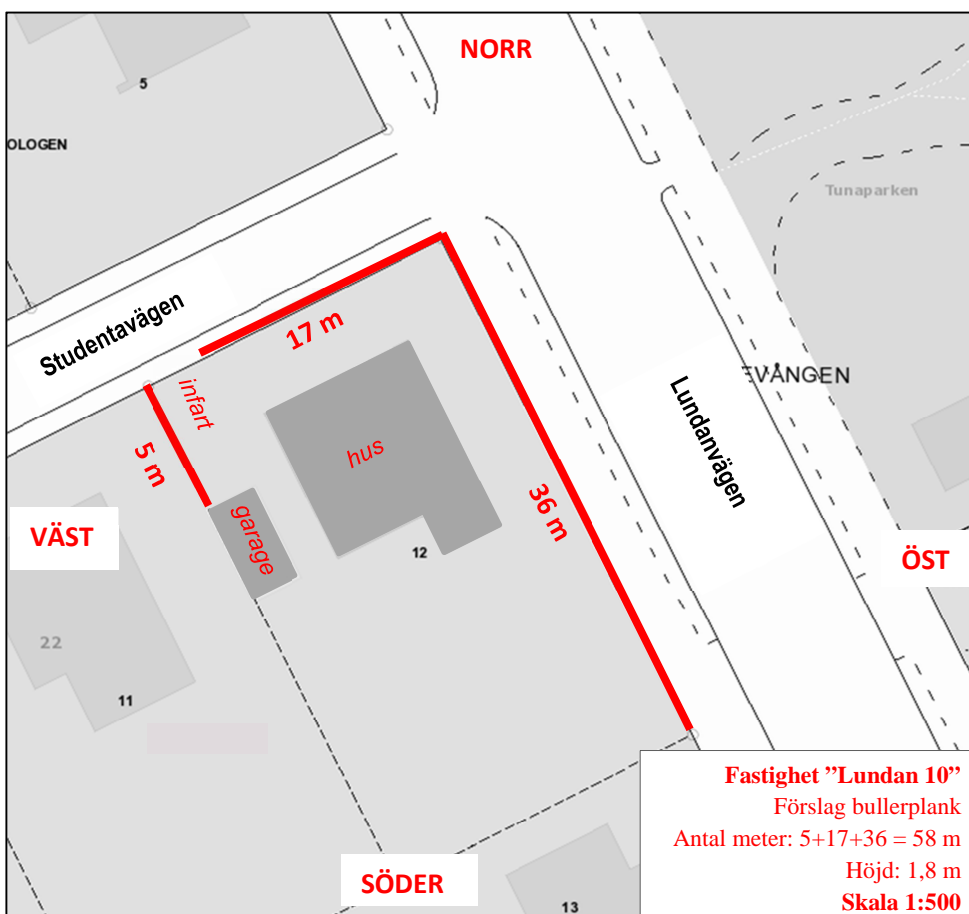 NORR
5
OLOGEN
Tunaparken
Studentavägen
17 m
infart
VÄNGEN
Lundanvägen
5 m
hus
36 m
garage
VÄST
12
ÖST
22
11
Fastighet ”Lundan 10”
Förslag bullerplank
Antal meter: 5+17+36 = 58 m
Höjd: 1,8 m
Skala 1:500
SÖDER
13